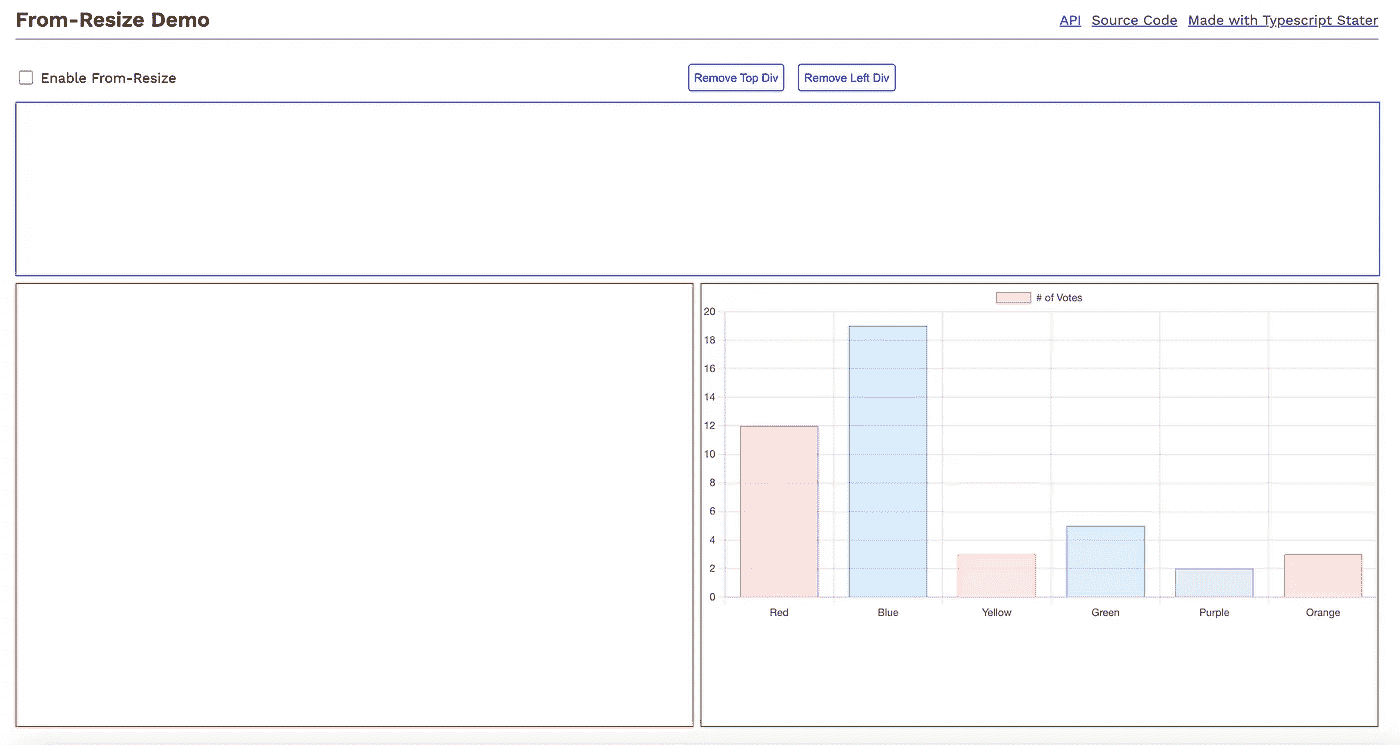 From-Resize Demo
API Source Code Made with Typescript Stater
Enable From-Resize
Remove Top Div Remove Left Div
# of Votes
20
18
16
14
12
10
8
6
4
2
0
Red Blue Yellow Green Purple Orange